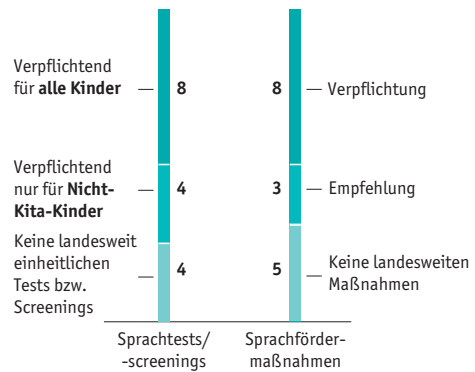 Verpflichtend
für alle Kinder
8
8
Verpflichtung
Verpflichtend
nur für Nicht-
Kita-Kinder
4
3
Empfehlung
Keine landesweit
einheitlichen
Tests bzw.
Screenings
4
5
Keine landesweiten
Maßnahmen
Sprachtests/
-screenings
Sprachförder-
maßnahmen